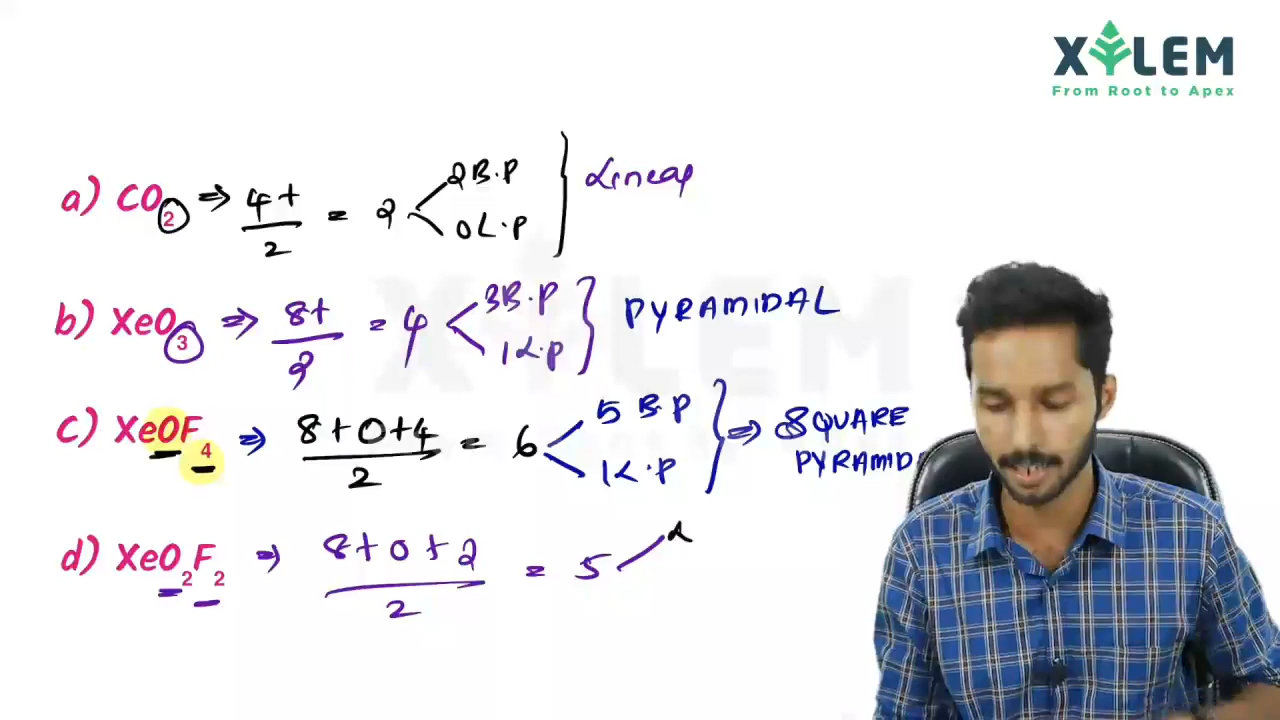 XYLEM
From Root to Apex
a) CO2 ⇒ 4+/2 = 2 2B.P 0L.P } Linear
b) XeO3 ⇒ 8+/2 = 4 3B.P 1L.P } PYRAMIDAL
c) XeOF4 ⇒ 8+0+4/2 = 6 5 B.P 1L.P } ⇒ SQUARE
PYRAMID
d) XeO2F2 ⇒ 8+0+2/2 = 5